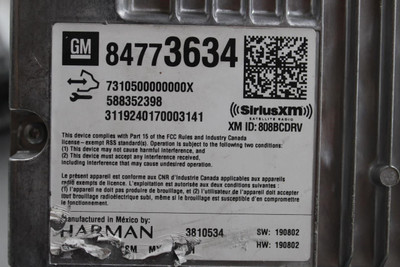 GM 84773634
7310500000000X
588352398
3119240170003141
SiriusXM
SATELLITE RADIO
XM ID: 808BCDRV
This device complies with Part 15 of the FCC Rules and Industry Canada
license - exempt RSS standard(s). Operation is subject to the following two conditions:
(1) This device may not cause harmful interference, and
(2) This device must accept any interference received, including interference
that may cause undesired operation.
Le présent appareil est conforme aux CNR d'Industrie Canada applicables aux appareils
radio exempts de licence. L'exploitation est autorisée aux deux conditions suivantes:
(1) l'appareil ne doit pas produire de brouillage, et (2) l'utilisateur de l'appareil doit accepter
tout brouillage radioélectrique subi, même si le brouillage est susceptible d'en compromettre
le fonctionnement.
Manufactured in México by:
HARMAN 3810534 SW: 190802
HW: 190802